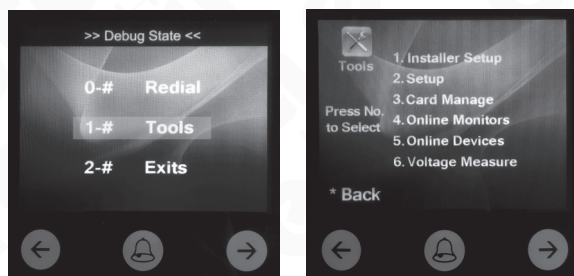 >> Debug State <<
0-# Redial
1-# Tools
2-# Exits
Tools
Press No.
to Select
1. Installer Setup
2. Setup
3. Card Manage
4. Online Monitors
5. Online Devices
6. Voltage Measure
* Back